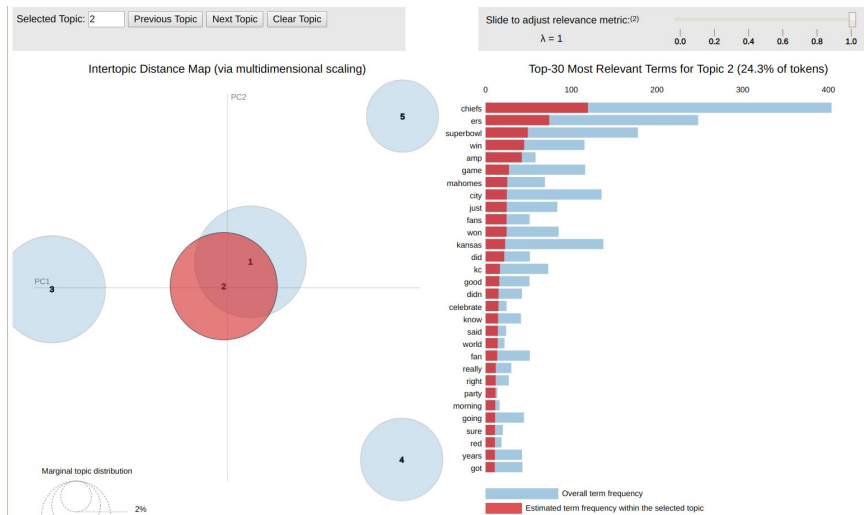 Selected Topic: 2 Previous Topic Next Topic Clear Topic
Slide to adjust relevance metric:(2)
λ = 1
0.0 0.2 0.4 0.6 0.8 1.0
Intertopic Distance Map (via multidimensional scaling)
PC2
PC1
5
1
2
3
4
Marginal topic distribution
2%
Top-30 Most Relevant Terms for Topic 2 (24.3% of tokens)
0 100 200 300 400
chiefs
ers
superbowl
win
amp
game
mahomes
city
just
fans
won
kansas
did
kc
good
didn
celebrate
know
said
world
fan
really
right
party
morning
going
sure
red
years
got
Overall term frequency
Estimated term frequency within the selected topic